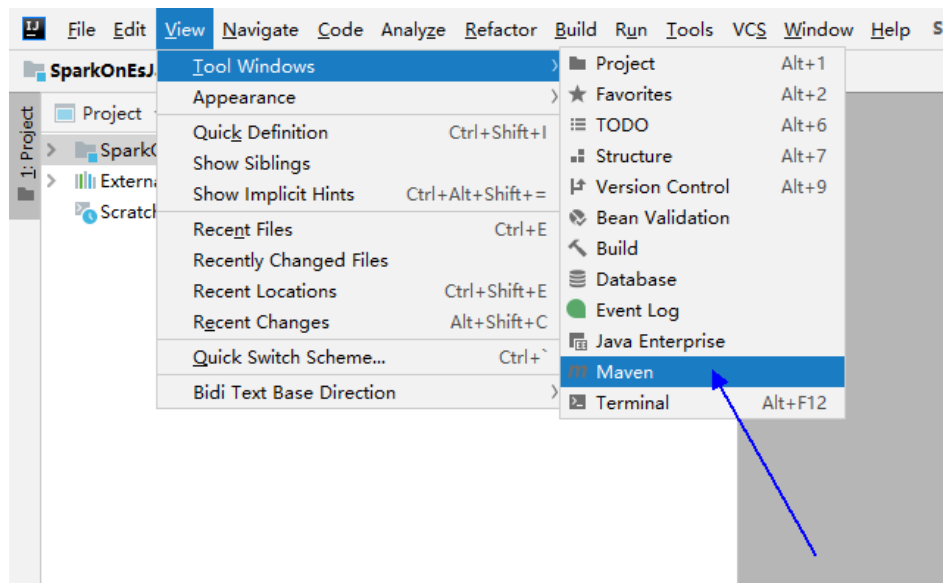 File Edit View Navigate Code Analyze Refactor Build Run Tools VCS Window Help S
SparkOnEsJ
Tool Windows
Project Alt+1
Appearance
Favorites Alt+2
1: Project
Project
Quick Definition Ctrl+Shift+I
TODO Alt+6
SparkO
Show Siblings
Structure Alt+7
Externa
Show Implicit Hints Ctrl+Alt+Shift+=
Version Control Alt+9
Scratch
Recent Files Ctrl+E
Bean Validation
Recently Changed Files
Build
Recent Locations Ctrl+Shift+E
Database
Recent Changes Alt+Shift+C
Event Log
Quick Switch Scheme... Ctrl+`
Java Enterprise
Bidi Text Base Direction
Maven
Terminal Alt+F12